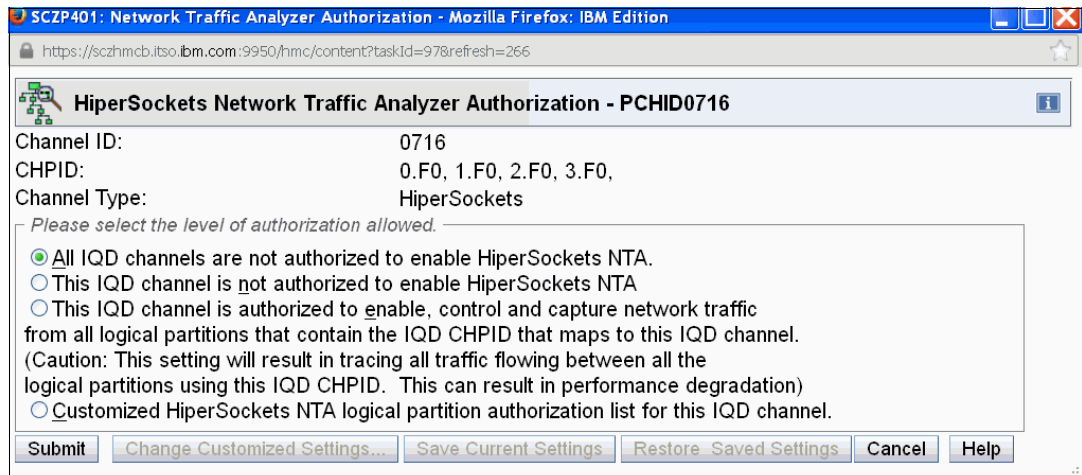 SCZP401: Network Traffic Analyzer Authorization - Mozilla Firefox: IBM Edition
https://sczhmcb.itso.ibm.com:9950/hmc/content?taskId=97&refresh=266
HiperSockets Network Traffic Analyzer Authorization - PCHID0716
Channel ID: 0716
CHPID: 0.F0, 1.F0, 2.F0, 3.F0,
Channel Type: HiperSockets
Please select the level of authorization allowed.
All IQD channels are not authorized to enable HiperSockets NTA.
This IQD channel is not authorized to enable HiperSockets NTA
This IQD channel is authorized to enable, control and capture network traffic
from all logical partitions that contain the IQD CHPID that maps to this IQD channel.
(Caution: This setting will result in tracing all traffic flowing between all the
logical partitions using this IQD CHPID. This can result in performance degradation)
Customized HiperSockets NTA logical partition authorization list for this IQD channel.
Submit Change Customized Settings... Save Current Settings Restore Saved Settings Cancel Help